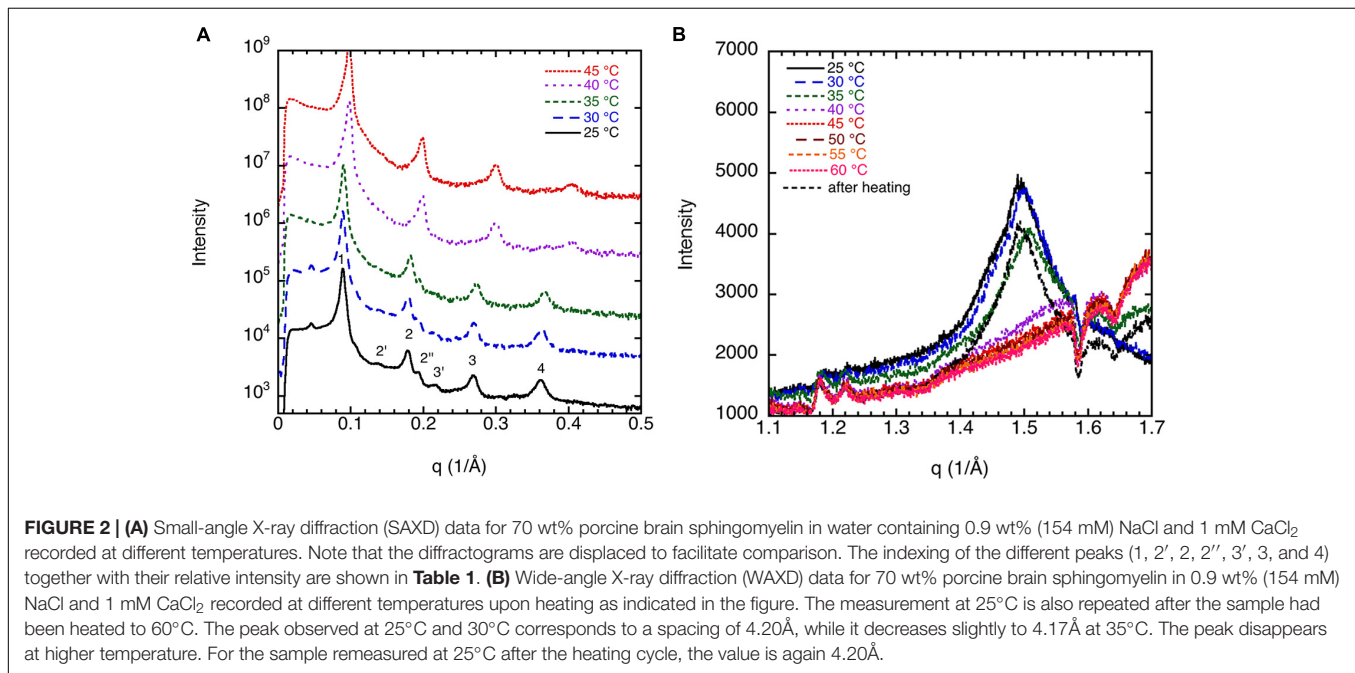 A
10⁹
10⁸
10⁷
10⁶
10⁵
10⁴
10³
Intensity
45 °C
40 °C
35 °C
30 °C
25 °C
1
2'
2
2''
3'
3
4
0
0.1
0.2
0.3
0.4
0.5
q (1/Å)
B
7000
6000
5000
4000
3000
2000
1000
Intensity
25 °C
30 °C
35 °C
40 °C
45 °C
50 °C
55 °C
60 °C
after heating
1.1
1.2
1.3
1.4
1.5
1.6
1.7
q (1/Å)
FIGURE 2 | (A) Small-angle X-ray diffraction (SAXD) data for 70 wt% porcine brain sphingomyelin in water containing 0.9 wt% (154 mM) NaCl and 1 mM CaCl₂
recorded at different temperatures. Note that the diffractograms are displaced to facilitate comparison. The indexing of the different peaks (1, 2′, 2, 2′′, 3′, 3, and 4)
together with their relative intensity are shown in Table 1. (B) Wide-angle X-ray diffraction (WAXD) data for 70 wt% porcine brain sphingomyelin in 0.9 wt% (154 mM)
NaCl and 1 mM CaCl₂ recorded at different temperatures upon heating as indicated in the figure. The measurement at 25°C is also repeated after the sample had
been heated to 60°C. The peak observed at 25°C and 30°C corresponds to a spacing of 4.20Å, while it decreases slightly to 4.17Å at 35°C. The peak disappears
at higher temperature. For the sample remeasured at 25°C after the heating cycle, the value is again 4.20Å.